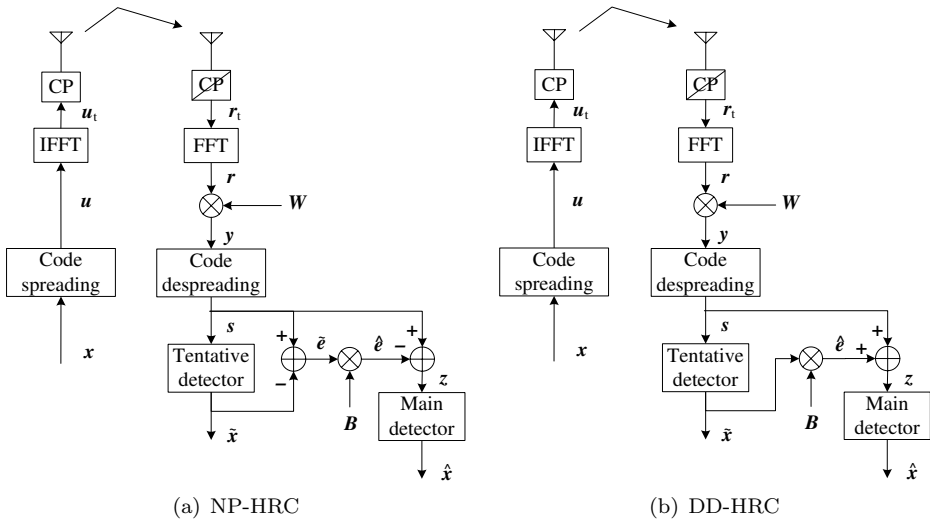 CP
u_t
IFFT
u
Code
spreading
x
CP
r_t
FFT
r
W
y
Code
despreading
s
Tentative
detector
+
−
ẽ
ê
B
+
−
z
Main
detector
x̃
x̂
(a) NP-HRC
CP
u_t
IFFT
u
Code
spreading
x
CP
r_t
FFT
r
W
y
Code
despreading
s
Tentative
detector
ê
B
+
+
z
Main
detector
x̃
x̂
(b) DD-HRC